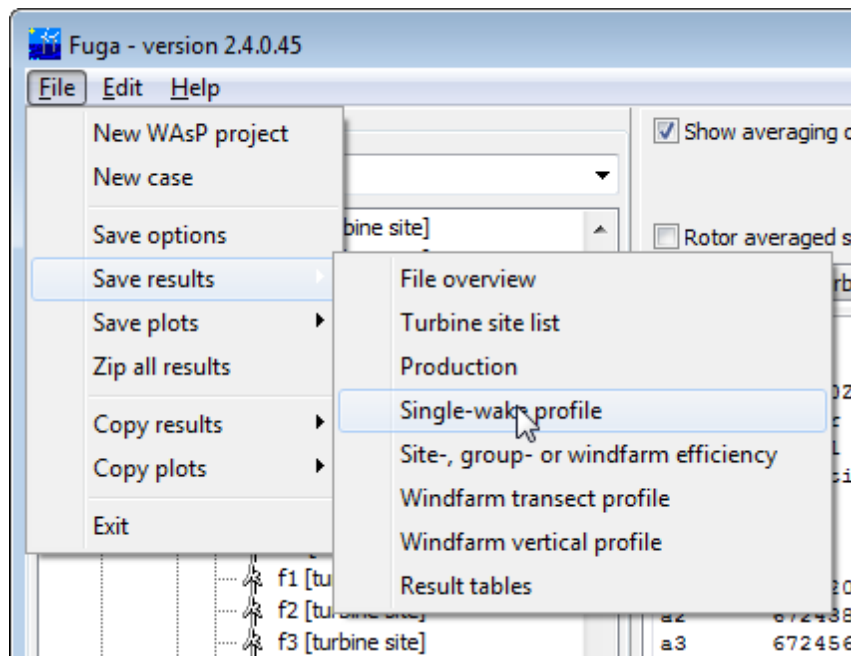 Fuga - version 2.4.0.45
File Edit Help
New WAsP project
New case
Save options
Save results
Save plots
Zip all results
Copy results
Copy plots
Exit
File overview
Turbine site list
Production
Single-wake profile
Site-, group- or windfarm efficiency
Windfarm transect profile
Windfarm vertical profile
Result tables
Show averaging
Rotor averaged
site]
f1
f2 [turbine site]
f3 [turbine site]
a2 672438
a3 672456